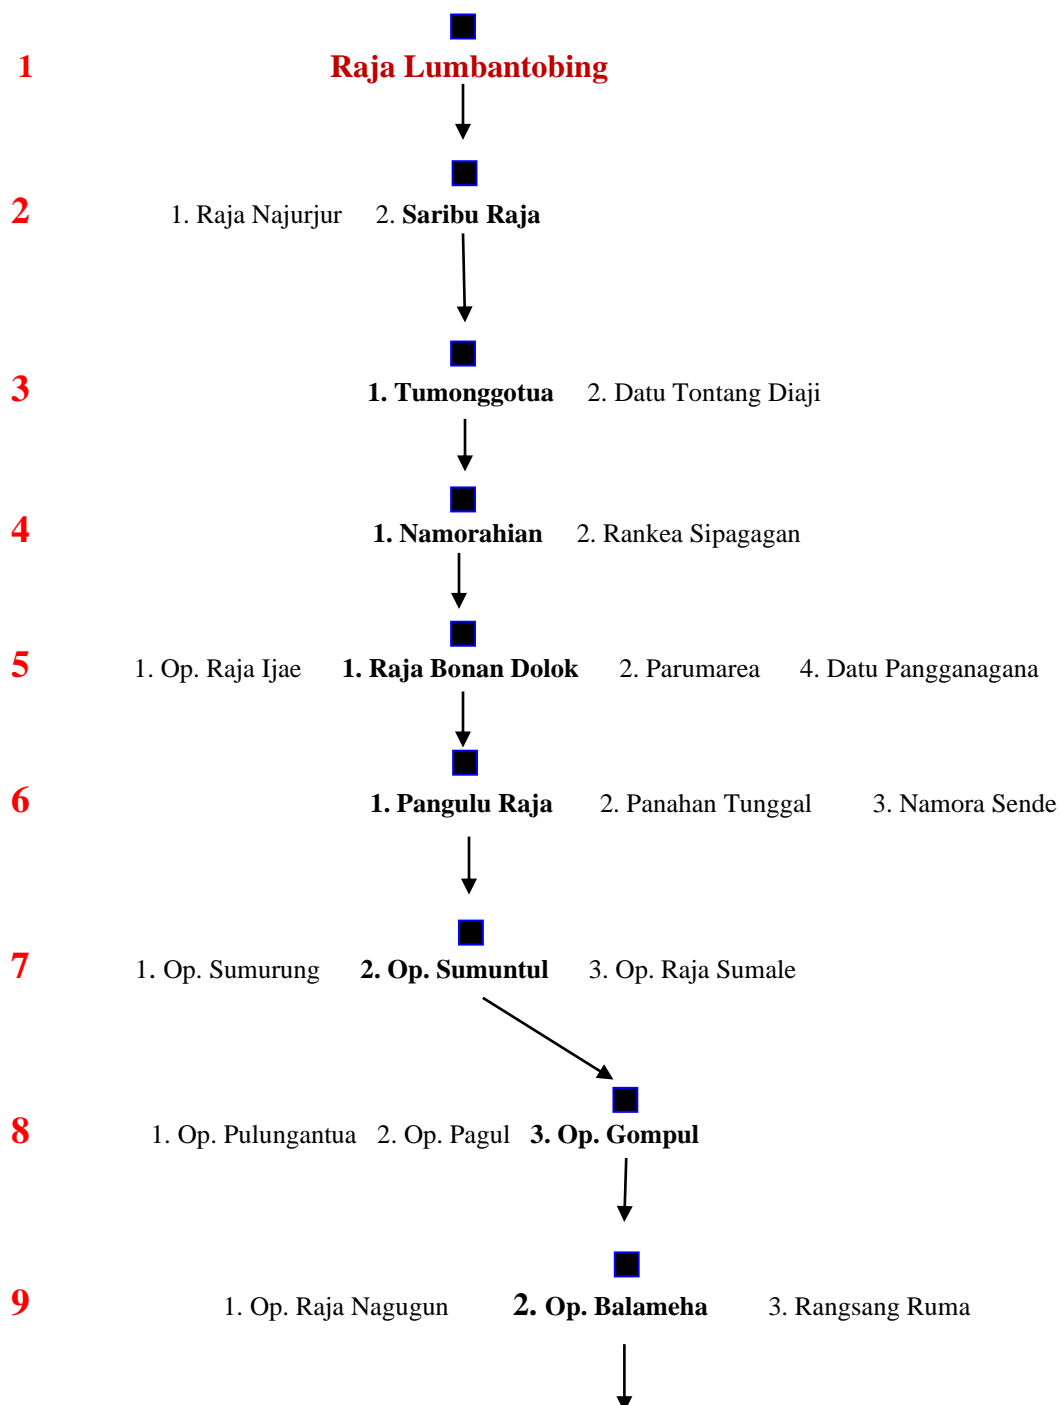 1 Raja Lumbantobing
2 1. Raja Najurjur 2. Saribu Raja
3 1. Tumonggotua 2. Datu Tontang Diaji
4 1. Namorahian 2. Rankea Sipagagan
5 1. Op. Raja Ijae 1. Raja Bonan Dolok 2. Parumarea 4. Datu Pangganagana
6 1. Pangulu Raja 2. Panahan Tunggal 3. Namora Sende
7 1. Op. Sumurung 2. Op. Sumuntul 3. Op. Raja Sumale
8 1. Op. Pulungantua 2. Op. Pagul 3. Op. Gompul
9 1. Op. Raja Nagugun 2. Op. Balameha 3. Rangsang Ruma